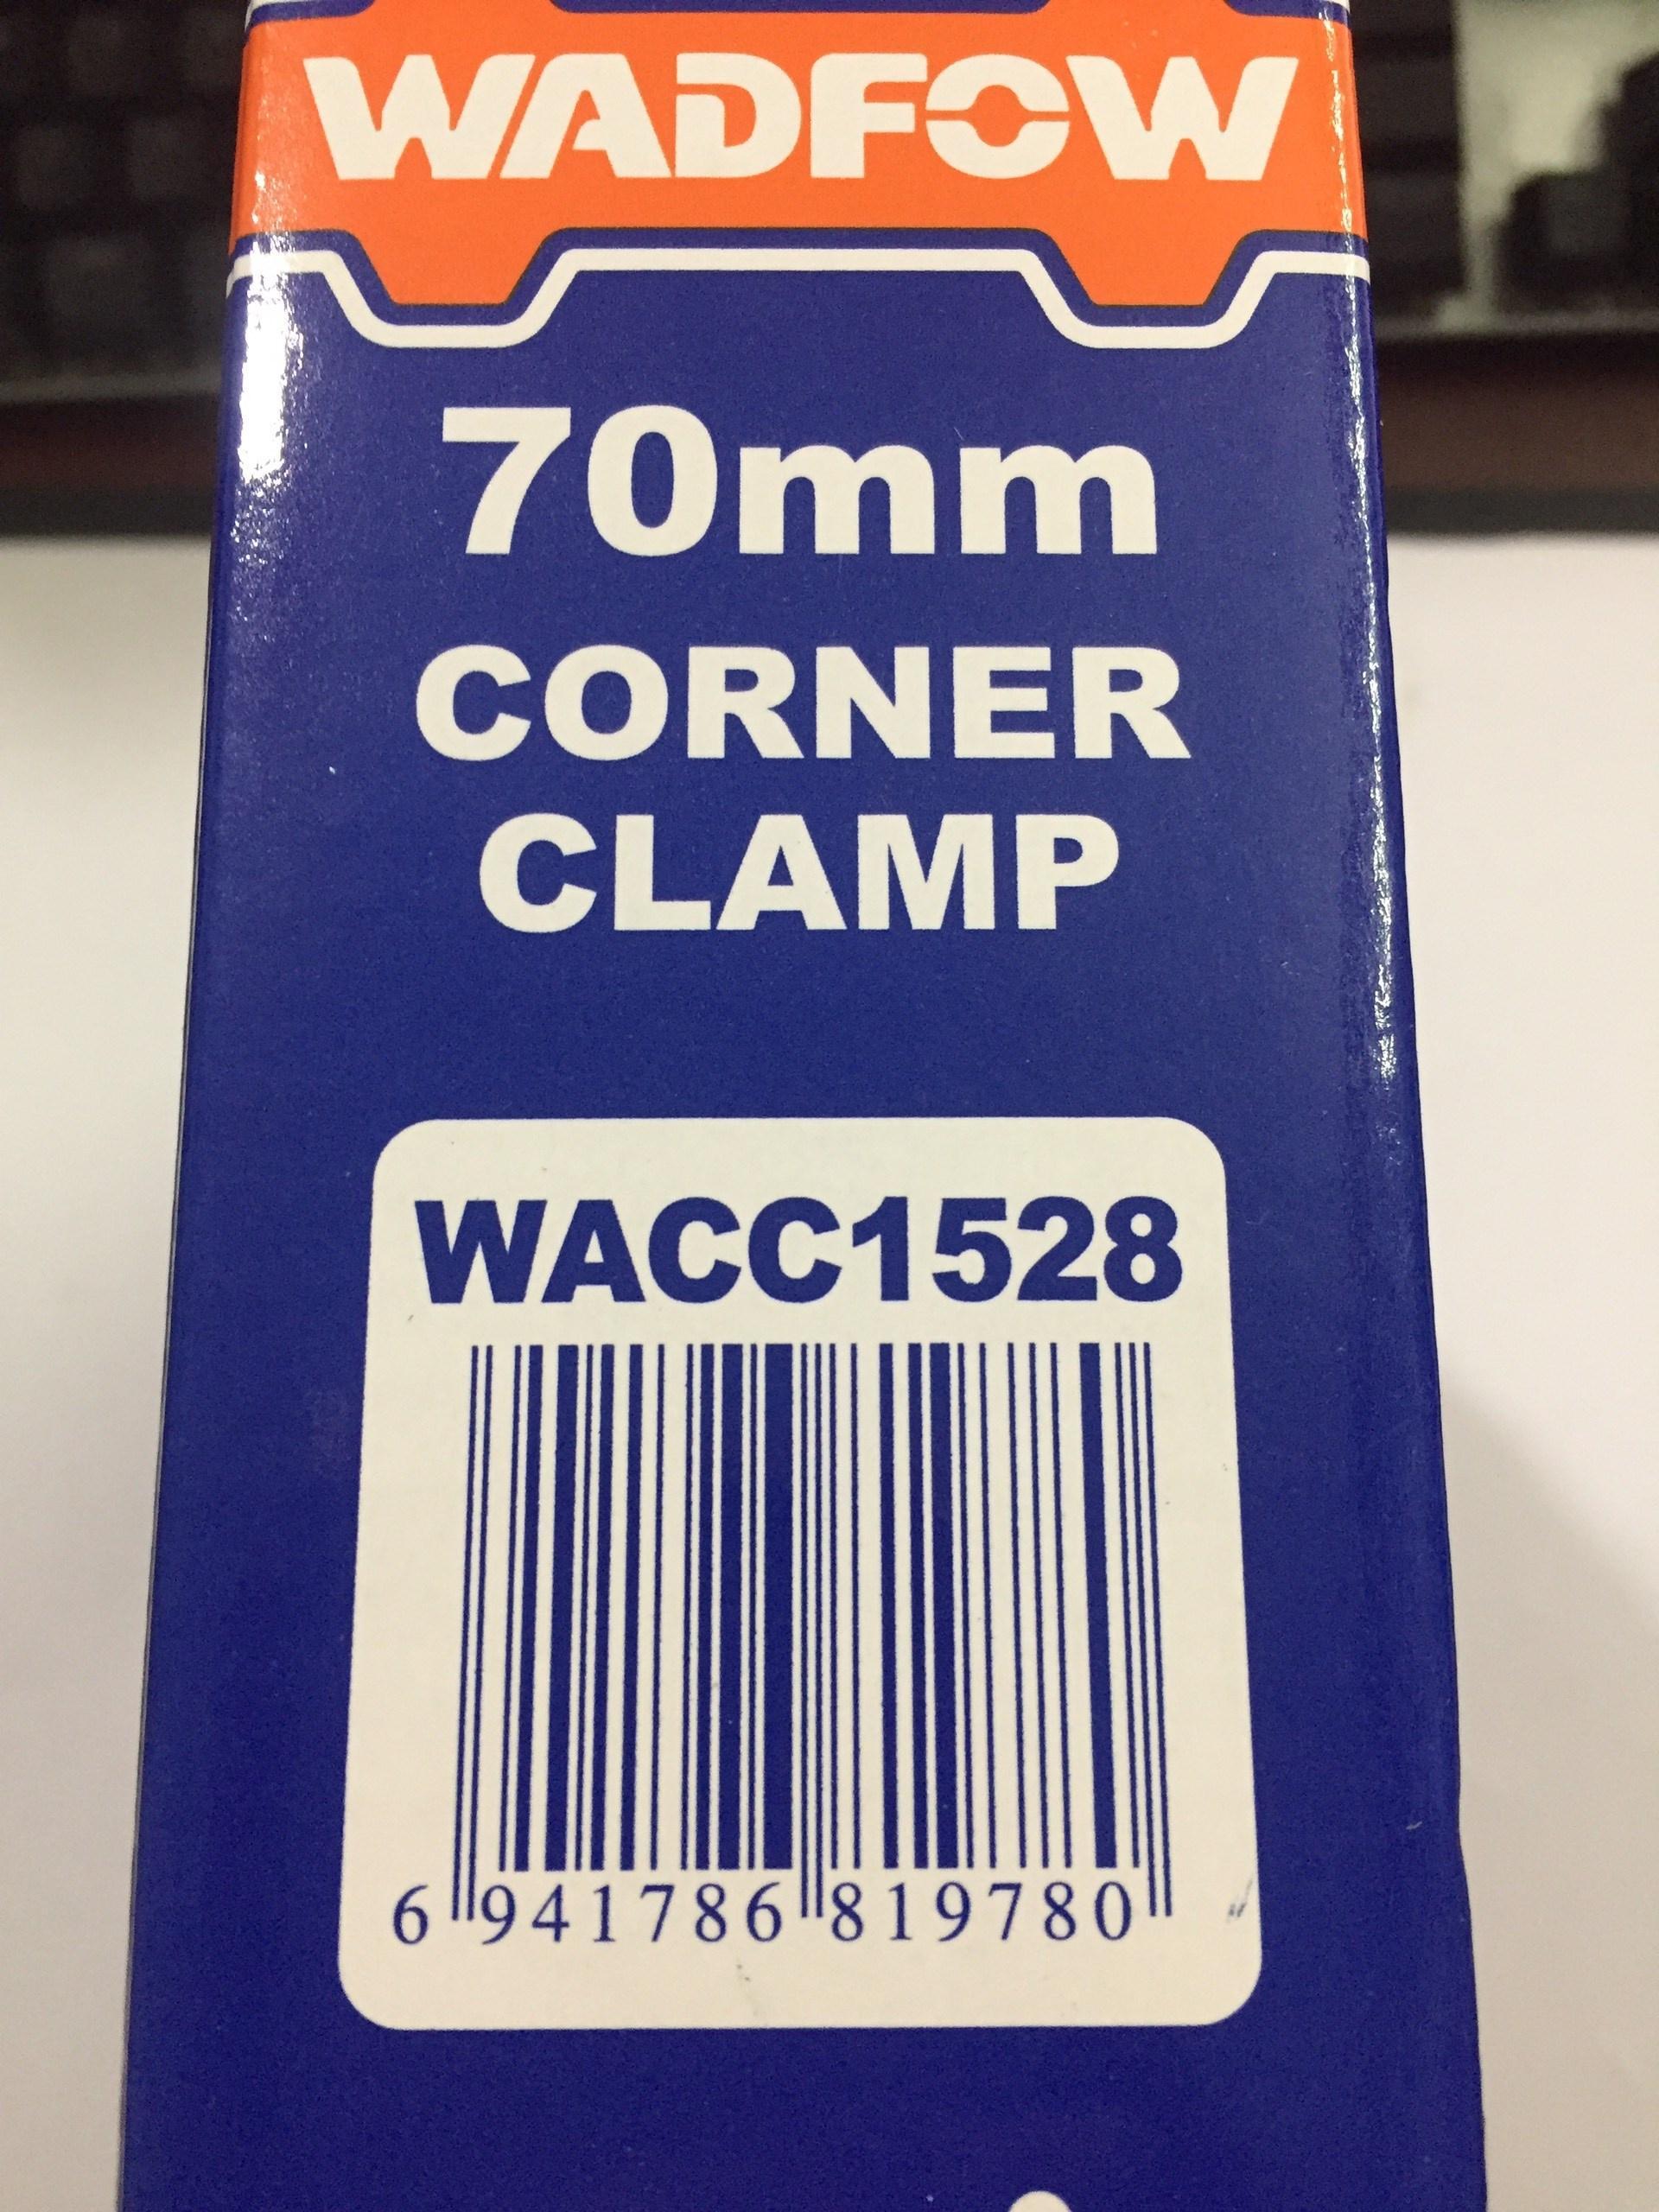 WADFOW
70mm
CORNER
CLAMP
WACC1528
6 941786 819780